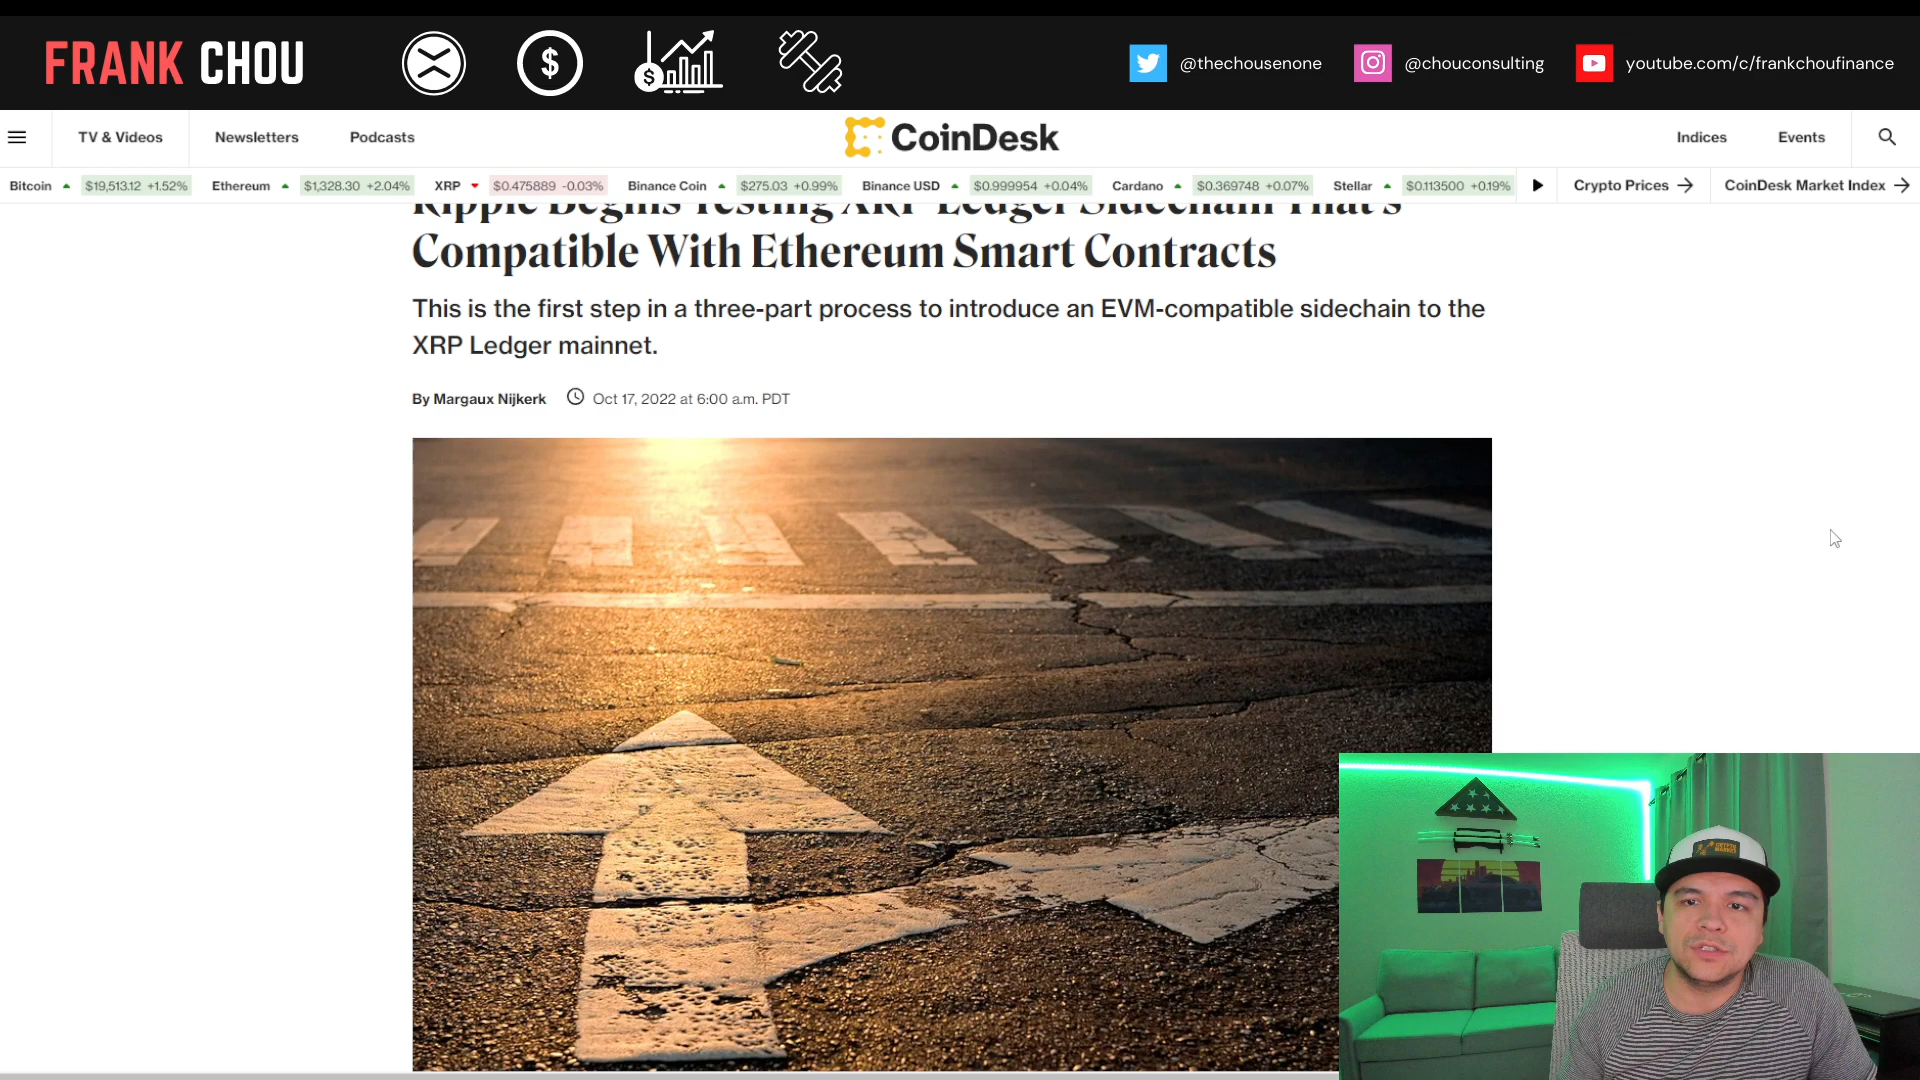 FRANK CHOU
@thechousenone
@chouconsulting
youtube.com/c/frankchoufinance
TV & Videos
Newsletters
Podcasts
CoinDesk
Indices
Events
Bitcoin $19,513.12 +1.52%
Ethereum $1,328.30 +2.04%
XRP $0.475889 -0.03%
Binance Coin $275.03 +0.99%
Binance USD $0.999954 +0.04%
Cardano $0.369748 +0.07%
Stellar $0.113500 +0.19%
Crypto Prices
CoinDesk Market Index
Ripple Begins Testing XRP Ledger Sidechain That's
Compatible With Ethereum Smart Contracts
This is the first step in a three-part process to introduce an EVM-compatible sidechain to the
XRP Ledger mainnet.
By Margaux Nijkerk
Oct 17, 2022 at 6:00 a.m. PDT